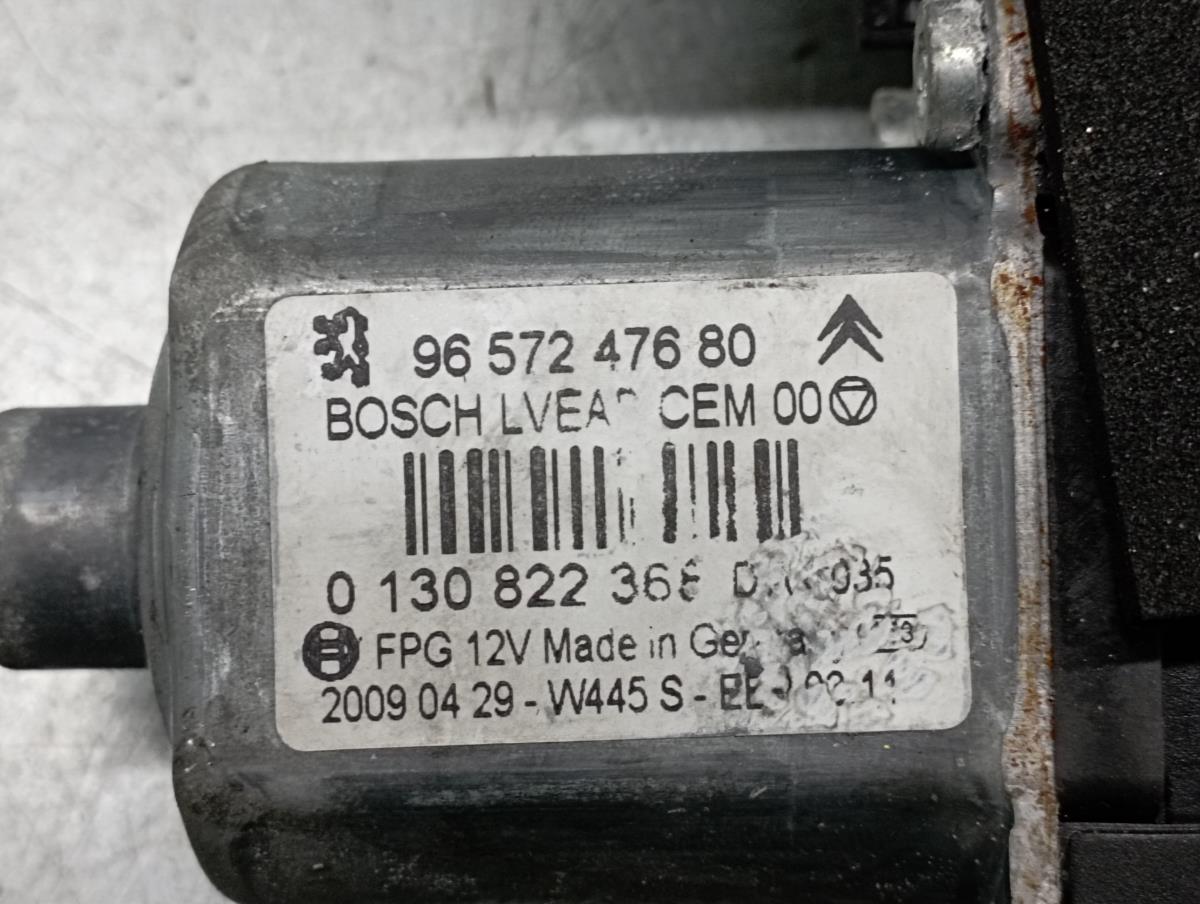 96 572 476 80
BOSCH CEM 00
0 130 822
FPG 12V Made in
2009 04 29 - W445 S -